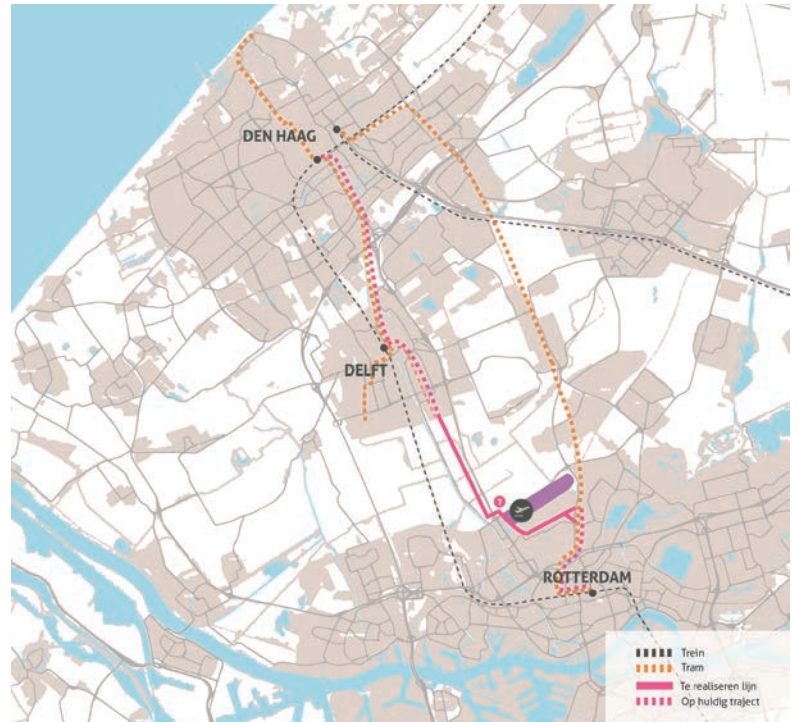 DEN HAAG
DELFT
T
ROTTERDAM
Trein
Tram
Te realiseren lijn
Op huidig traject